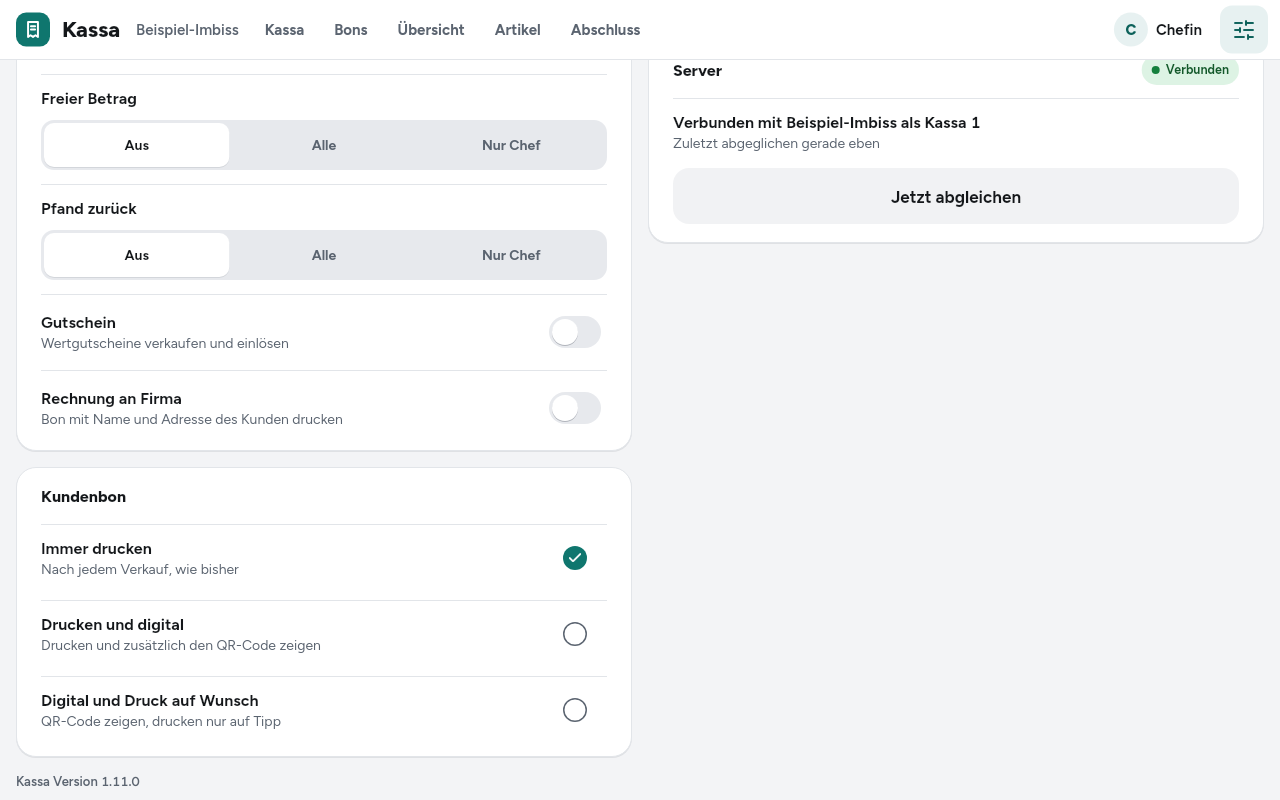 Kassa
Beispiel-Imbiss
Kassa
Bons
Übersicht
Artikel
Abschluss
C
Chefin
Freier Betrag
Aus
Alle
Nur Chef
Pfand zurück
Aus
Alle
Nur Chef
Gutschein
Wertgutscheine verkaufen und einlösen
Rechnung an Firma
Bon mit Name und Adresse des Kunden drucken
Kundenbon
Immer drucken
Nach jedem Verkauf, wie bisher
Drucken und digital
Drucken und zusätzlich den QR-Code zeigen
Digital und Druck auf Wunsch
QR-Code zeigen, drucken nur auf Tipp
Kassa Version 1.11.0
Server
Verbunden
Verbunden mit Beispiel-Imbiss als Kassa 1
Zuletzt abgeglichen gerade eben
Jetzt abgleichen